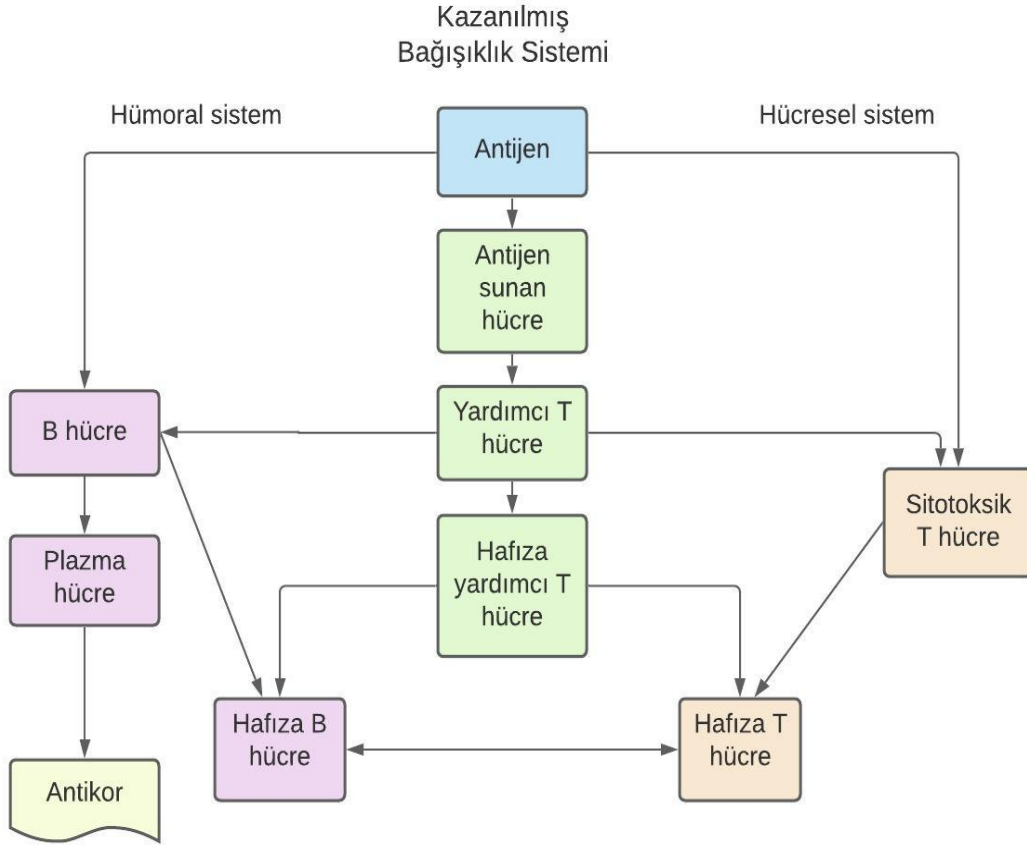 Kazanılmış
Bağışıklık Sistemi
Hümoral sistem
Hücresel sistem
Antijen
Antijen
sunan
hücre
B hücre
Yardımcı T
hücre
Sitotoksik
T hücre
Plazma
hücre
Hafıza
yardımcı T
hücre
Hafıza B
hücre
Hafıza T
hücre
Antikor